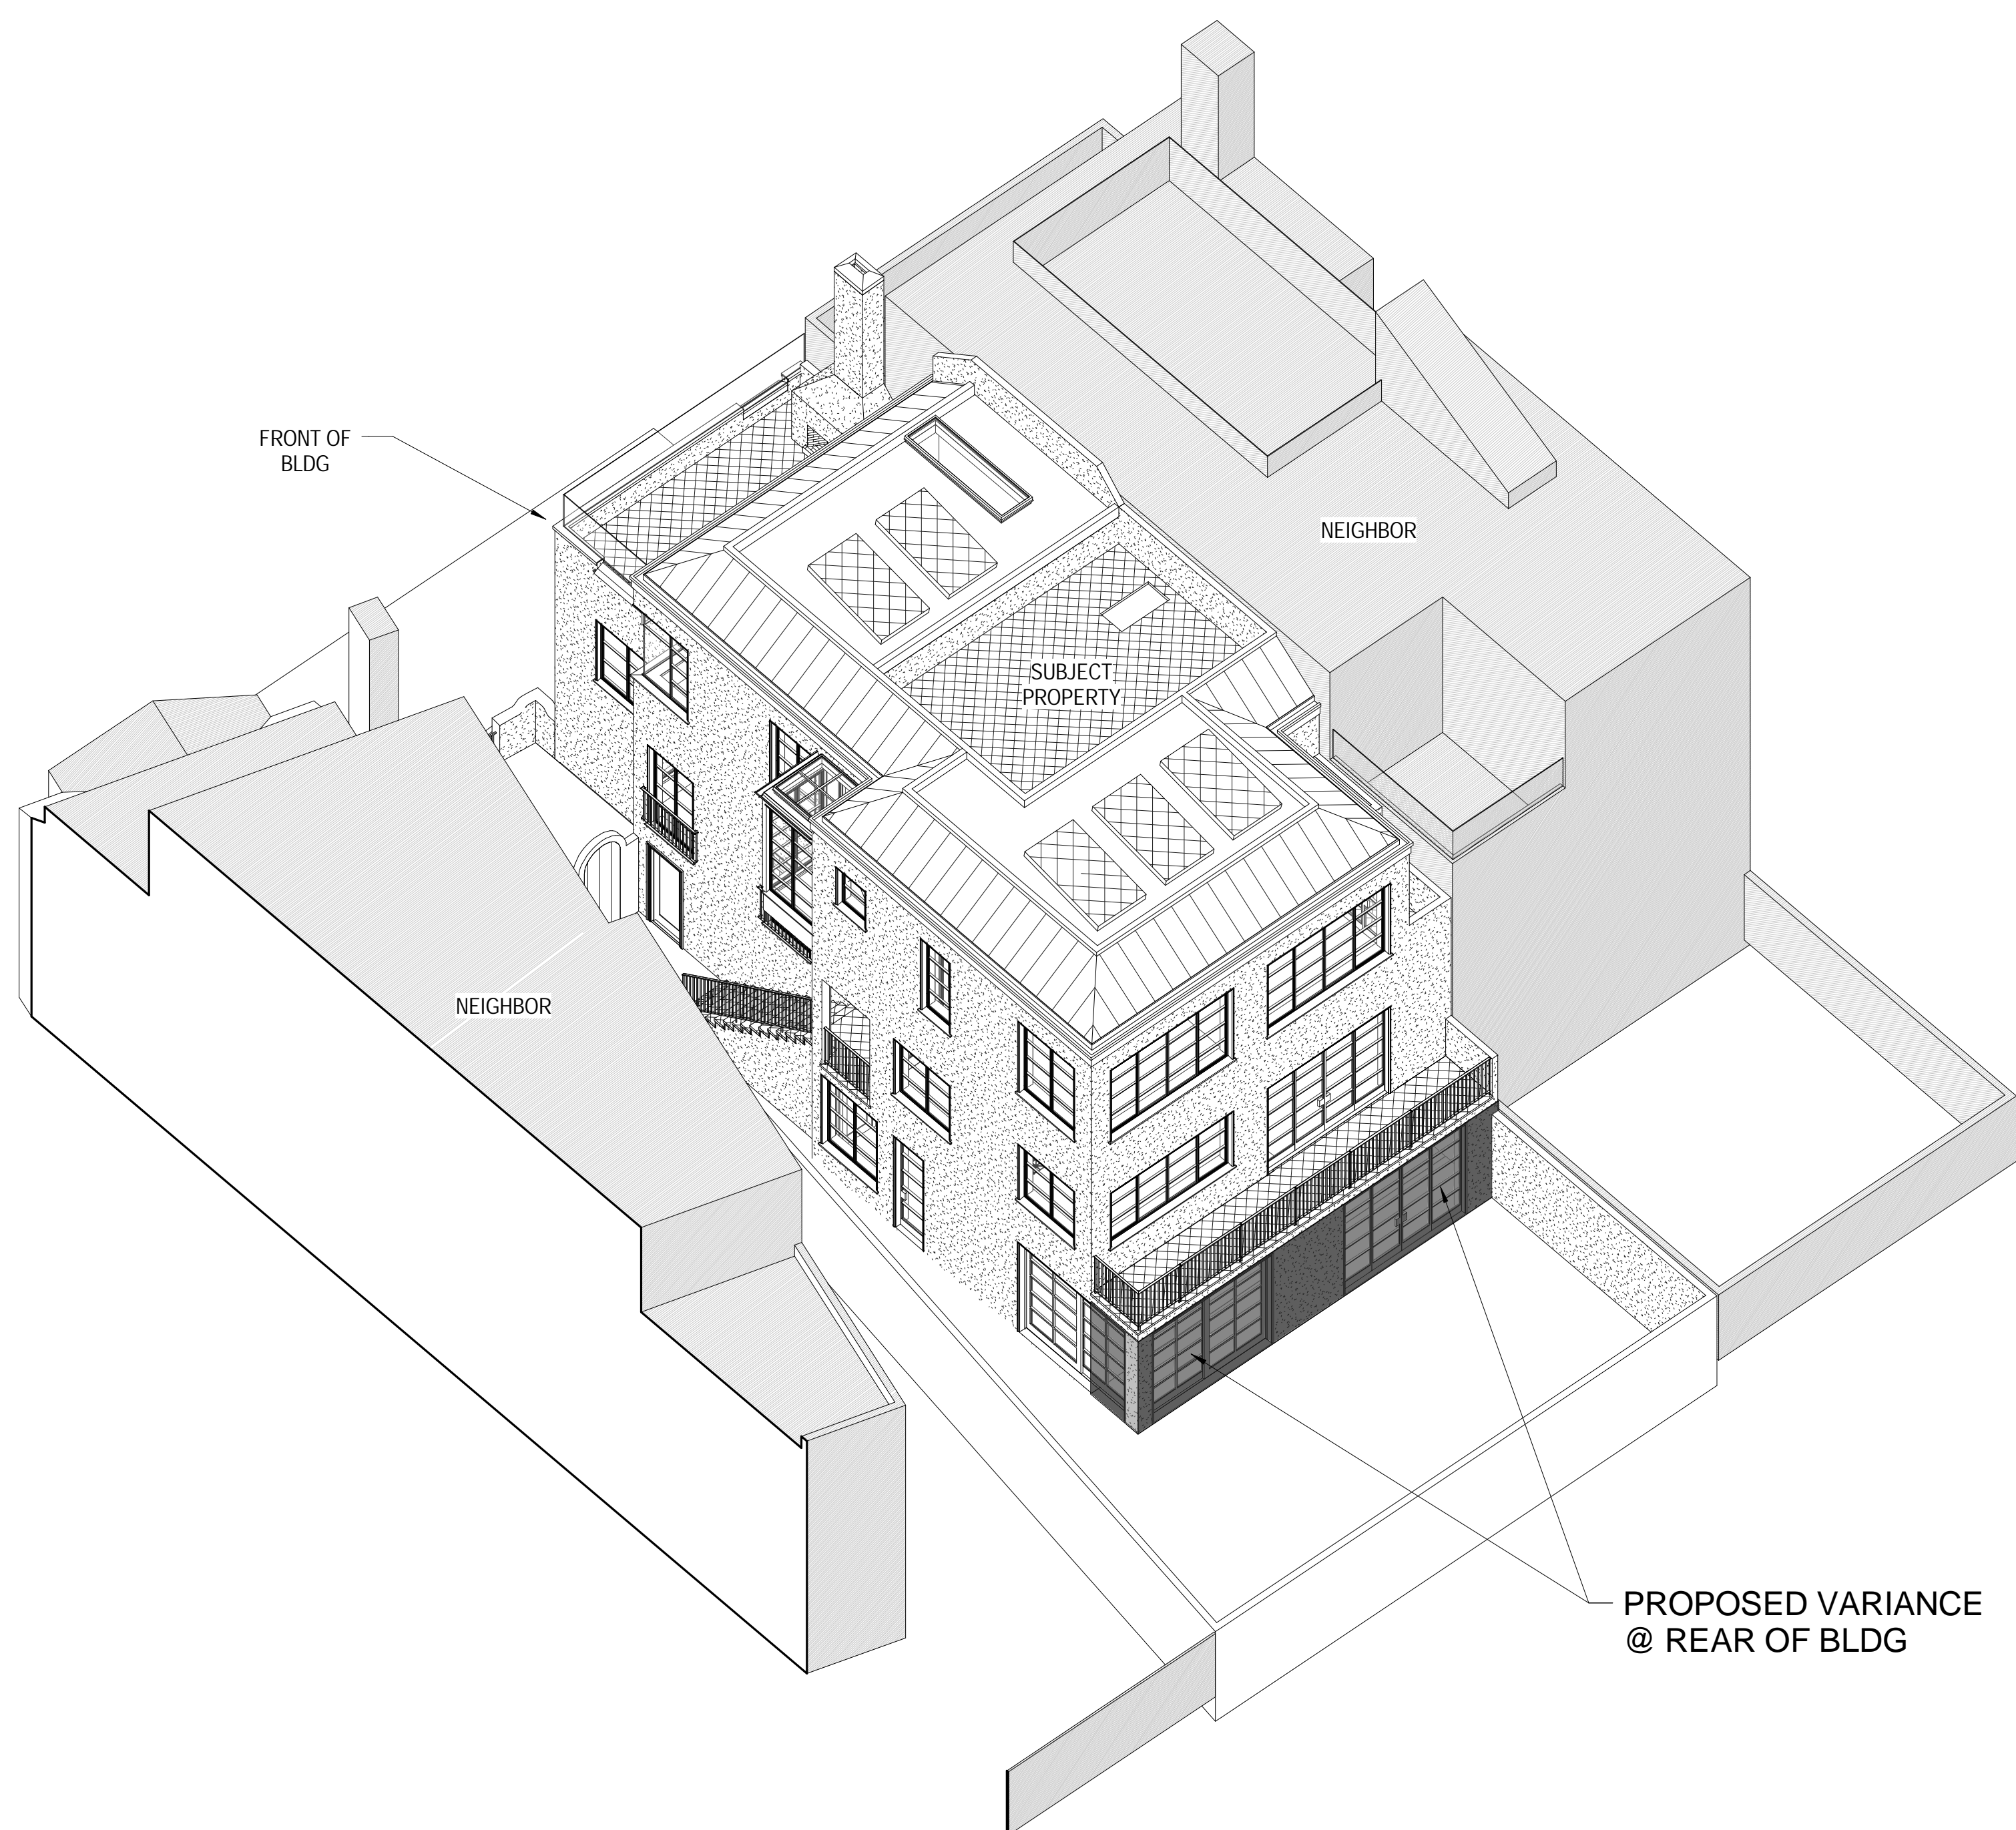 FRONT OF
BLDG
NEIGHBOR
SUBJECT
PROPERTY
NEIGHBOR
PROPOSED VARIANCE
@ REAR OF BLDG